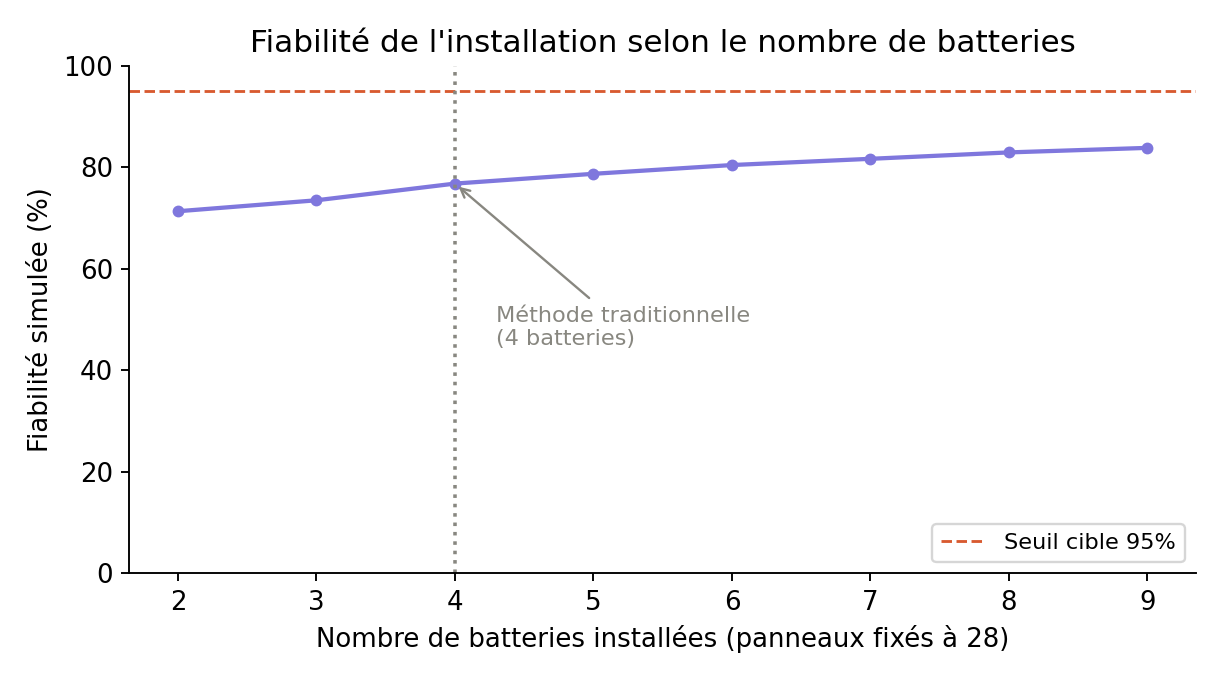 Fiabilité de l'installation selon le nombre de batteries
Fiabilité simulée (%)
100
80
60
40
20
0
Méthode traditionnelle
(4 batteries)
Seuil cible 95%
2 3 4 5 6 7 8 9
Nombre de batteries installées (panneaux fixés à 28)